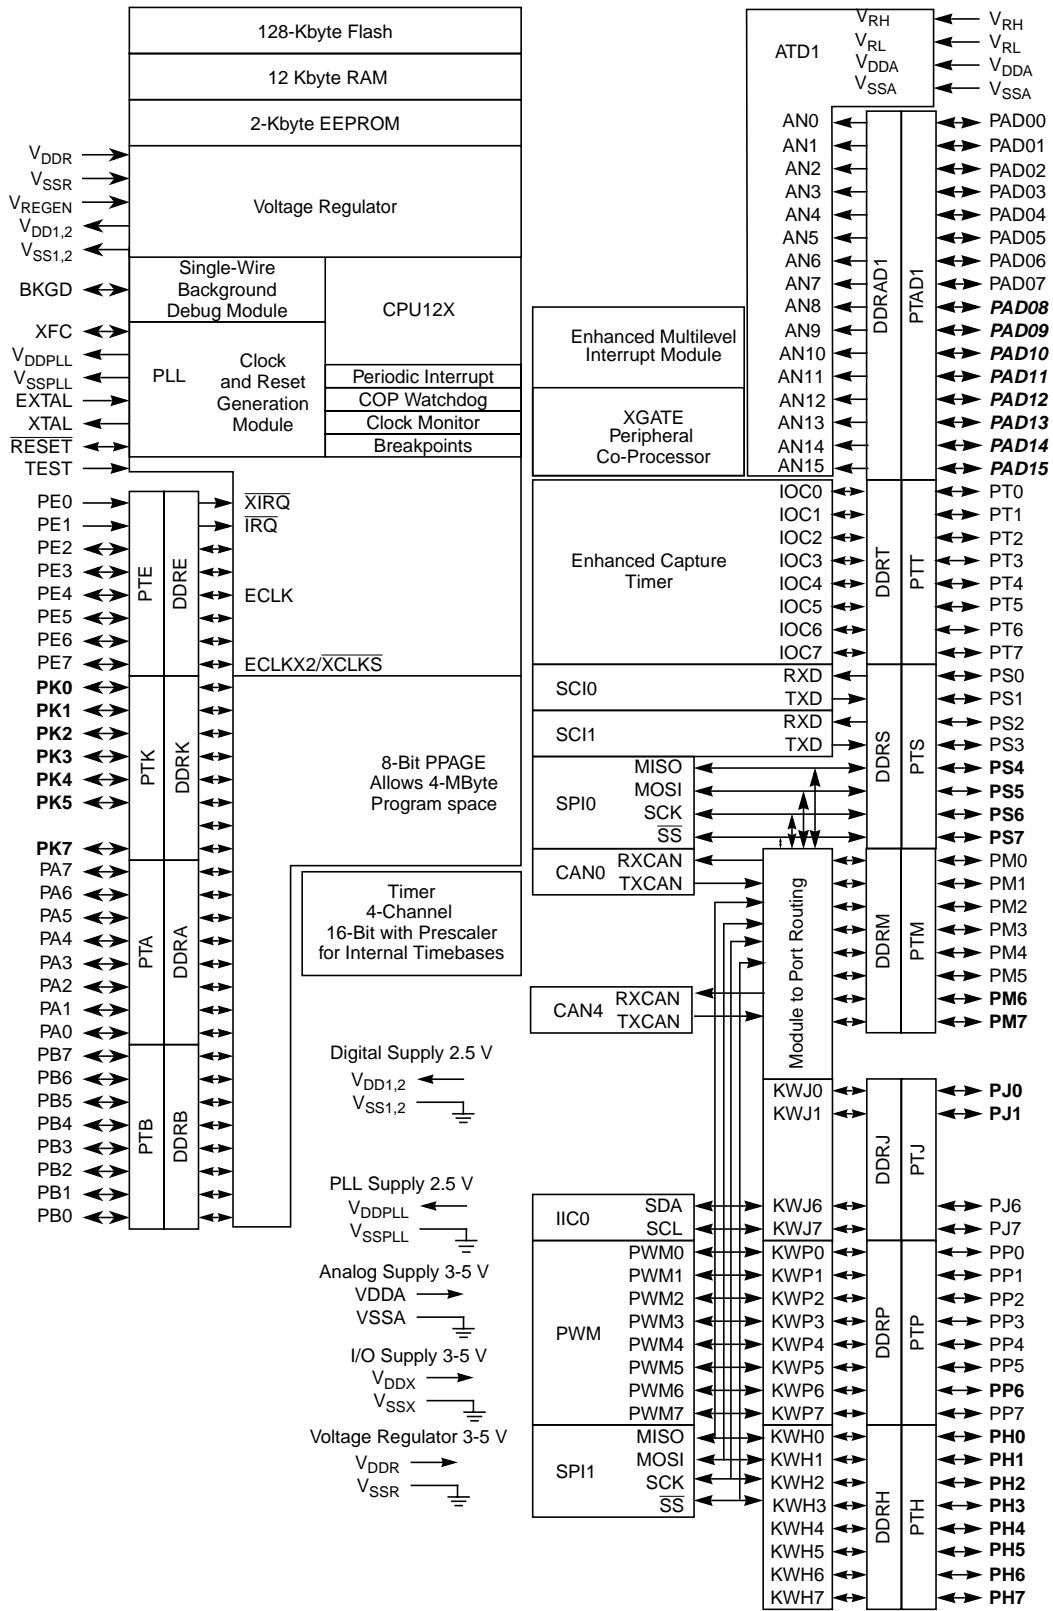 128-Kbyte Flash
12 Kbyte RAM
2-Kbyte EEPROM
VDDR
VSSR
VREGEN
VDD1,2
VSS1,2
Voltage Regulator
BKGD
Single-Wire
Background
Debug Module
CPU12X
XFC
VDDPLL
VSSPLL
EXTAL
XTAL
RESET
TEST
PLL
Clock
and Reset
Generation
Module
Periodic Interrupt
COP Watchdog
Clock Monitor
Breakpoints
PE0
PE1
PE2
PE3
PE4
PE5
PE6
PE7
PTE
DDRE
XIRQ
IRQ
ECLK
ECLKX2/XCLKS
PK0
PK1
PK2
PK3
PK4
PK5
PK7
PTK
DDRK
8-Bit PPAGE
Allows 4-MByte
Program space
PA7
PA6
PA5
PA4
PA3
PA2
PA1
PA0
PTA
DDRA
Timer
4-Channel
16-Bit with Prescaler
for Internal Timebases
PB7
PB6
PB5
PB4
PB3
PB2
PB1
PB0
PTB
DDRB
Digital Supply 2.5 V
VDD1,2
VSS1,2
PLL Supply 2.5 V
VDDPLL
VSSPLL
Analog Supply 3-5 V
VDDA
VSSA
I/O Supply 3-5 V
VDDX
VSSX
Voltage Regulator 3-5 V
VDDR
VSSR
Enhanced Multilevel
Interrupt Module
XGATE
Peripheral
Co-Processor
ATD1
VRH
VRL
VDDA
VSSA
VRH
VRL
VDDA
VSSA
AN0
AN1
AN2
AN3
AN4
AN5
AN6
AN7
AN8
AN9
AN10
AN11
AN12
AN13
AN14
AN15
DDRAD1
PTAD1
PAD00
PAD01
PAD02
PAD03
PAD04
PAD05
PAD06
PAD07
PAD08
PAD09
PAD10
PAD11
PAD12
PAD13
PAD14
PAD15
Enhanced Capture
Timer
IOC0
IOC1
IOC2
IOC3
IOC4
IOC5
IOC6
IOC7
DDRT
PTT
PT0
PT1
PT2
PT3
PT4
PT5
PT6
PT7
SCI0
RXD
TXD
SCI1
RXD
TXD
SPI0
MISO
MOSI
SCK
SS
DDRS
PTS
PS0
PS1
PS2
PS3
PS4
PS5
PS6
PS7
CAN0
RXCAN
TXCAN
CAN4
RXCAN
TXCAN
Module to Port Routing
DDRM
PTM
PM0
PM1
PM2
PM3
PM4
PM5
PM6
PM7
KWJ0
KWJ1
KWJ6
KWJ7
DDRJ
PTJ
PJ0
PJ1
PJ6
PJ7
IIC0
SDA
SCL
PWM
PWM0
PWM1
PWM2
PWM3
PWM4
PWM5
PWM6
PWM7
KWP0
KWP1
KWP2
KWP3
KWP4
KWP5
KWP6
KWP7
DDRP
PTP
PP0
PP1
PP2
PP3
PP4
PP5
PP6
PP7
SPI1
MISO
MOSI
SCK
SS
KWH0
KWH1
KWH2
KWH3
KWH4
KWH5
KWH6
KWH7
DDRH
PTH
PH0
PH1
PH2
PH3
PH4
PH5
PH6
PH7